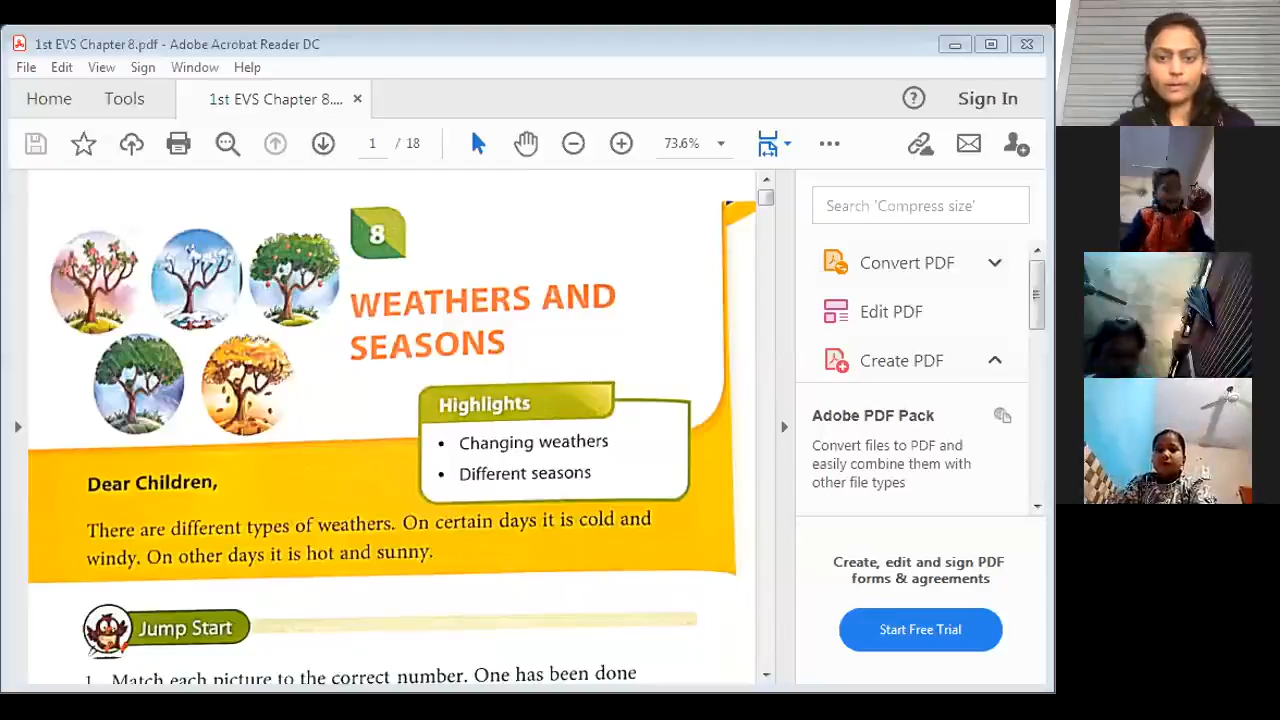 1st EVS Chapter 8.pdf - Adobe Acrobat Reader DC
File Edit View Sign Window Help
Home Tools 1st EVS Chapter 8.... × Sign In
1 / 18 73.6%
8
WEATHERS AND
SEASONS
Highlights
• Changing weathers
• Different seasons
Dear Children,
There are different types of weathers. On certain days it is cold and
windy. On other days it is hot and sunny.
Jump Start
1. Match each picture to the correct number. One has been done
Search 'Compress size'
Convert PDF
Edit PDF
Create PDF
Adobe PDF Pack
Convert files to PDF and
easily combine them with
other file types
Create, edit and sign PDF
forms & agreements
Start Free Trial